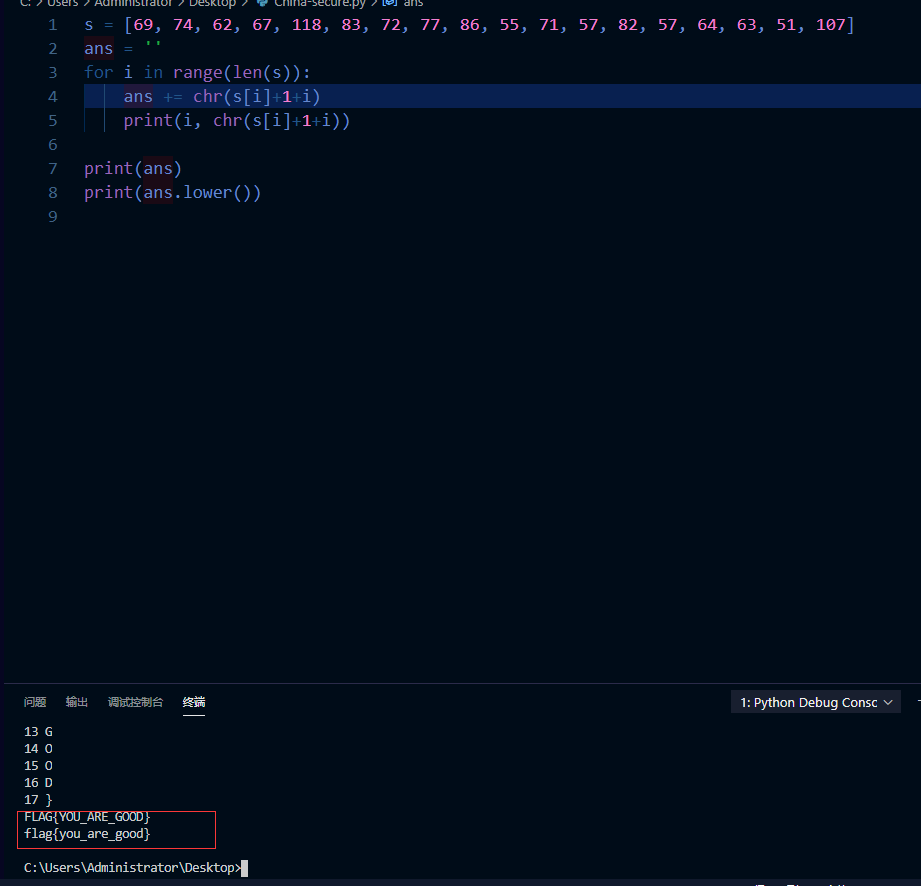 C: > Users > Administrator > Desktop > China-secure.py > ans
1 s = [69, 74, 62, 67, 118, 83, 72, 77, 86, 55, 71, 57, 82, 57, 64, 63, 51, 107]
2 ans = ''
3 for i in range(len(s)):
4 ans += chr(s[i]+1+i)
5 print(i, chr(s[i]+1+i))
6
7 print(ans)
8 print(ans.lower())
9
问题 输出 调试控制台 终端 1: Python Debug Consc
13 G
14 O
15 O
16 D
17 }
FLAG{YOU_ARE_GOOD}
flag{you_are_good}
C:\Users\Administrator\Desktop>